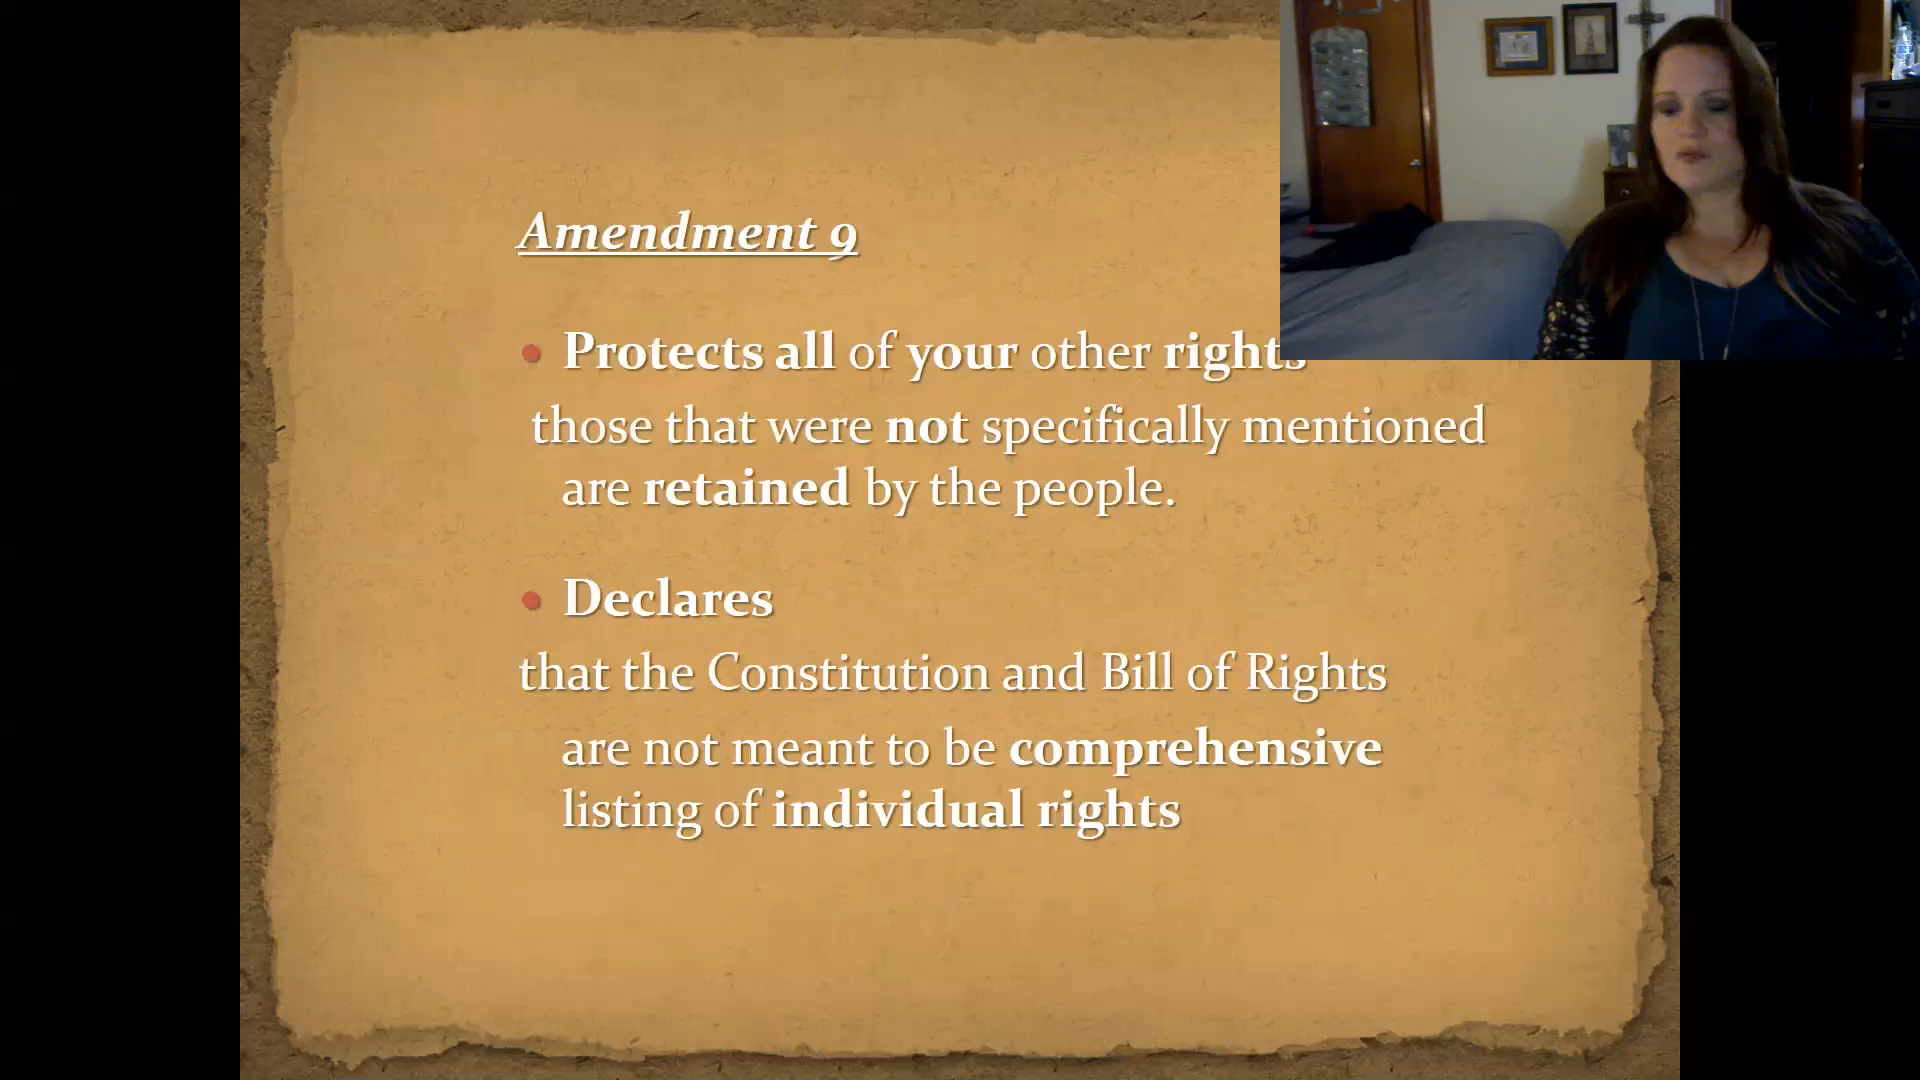 Amendment 9
• Protects all of your other rights
those that were not specifically mentioned
are retained by the people.
• Declares
that the Constitution and Bill of Rights
are not meant to be comprehensive
listing of individual rights